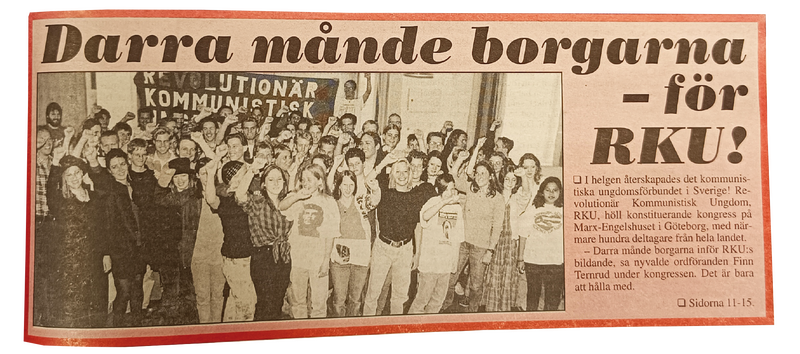 Darra månde borgarna
– för
RKU!
REVOLUTIONÄR
KOMMUNISTISK
❑ I helgen återskapades det kommunis-
tiska ungdomsförbundet i Sverige! Re-
volutionär Kommunistisk Ungdom,
RKU, höll konstituerande kongress på
Marx-Engelshuset i Göteborg, med när-
mare hundra deltagare från hela landet.
– Darra månde borgarna inför RKU:s
bildande, sa nyvalde ordföranden Finn
Ternrud under kongressen. Det är bara
att hålla med.
❑ Sidorna 11-15.